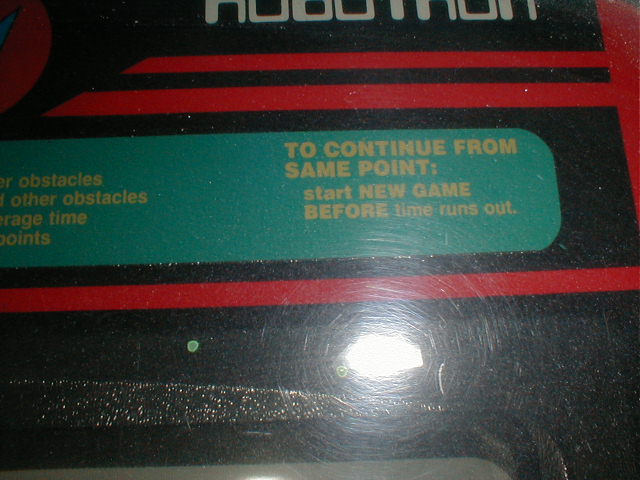 ROBOTRON
er obstacles
d other obstacles
erage time
points
TO CONTINUE FROM
SAME POINT:
start NEW GAME
BEFORE time runs out.